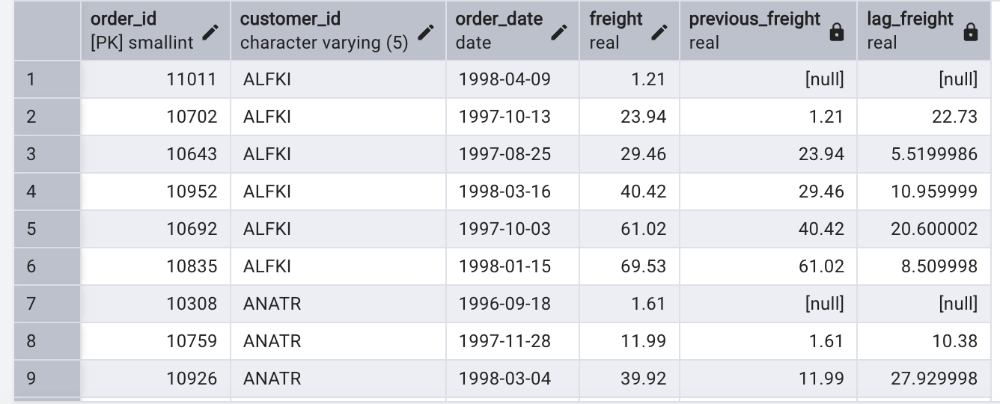 order_id customer_id order_date freight previous_freight lag_freight
[PK] smallint character varying (5) date real real real
1 11011 ALFKI 1998-04-09 1.21 [null] [null]
2 10702 ALFKI 1997-10-13 23.94 1.21 22.73
3 10643 ALFKI 1997-08-25 29.46 23.94 5.5199986
4 10952 ALFKI 1998-03-16 40.42 29.46 10.959999
5 10692 ALFKI 1997-10-03 61.02 40.42 20.600002
6 10835 ALFKI 1998-01-15 69.53 61.02 8.509998
7 10308 ANATR 1996-09-18 1.61 [null] [null]
8 10759 ANATR 1997-11-28 11.99 1.61 10.38
9 10926 ANATR 1998-03-04 39.92 11.99 27.929998